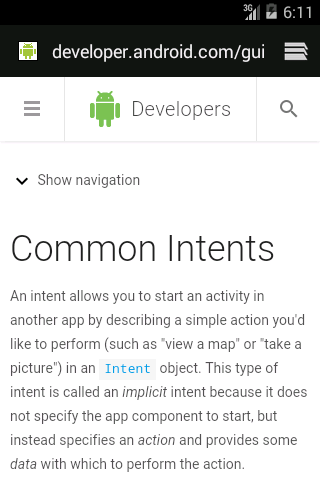 3G 6:11
developer.android.com/gui
Developers
Show navigation
Common Intents
An intent allows you to start an activity in
another app by describing a simple action you'd
like to perform (such as "view a map" or "take a
picture") in an Intent object. This type of
intent is called an implicit intent because it does
not specify the app component to start, but
instead specifies an action and provides some
data with which to perform the action.